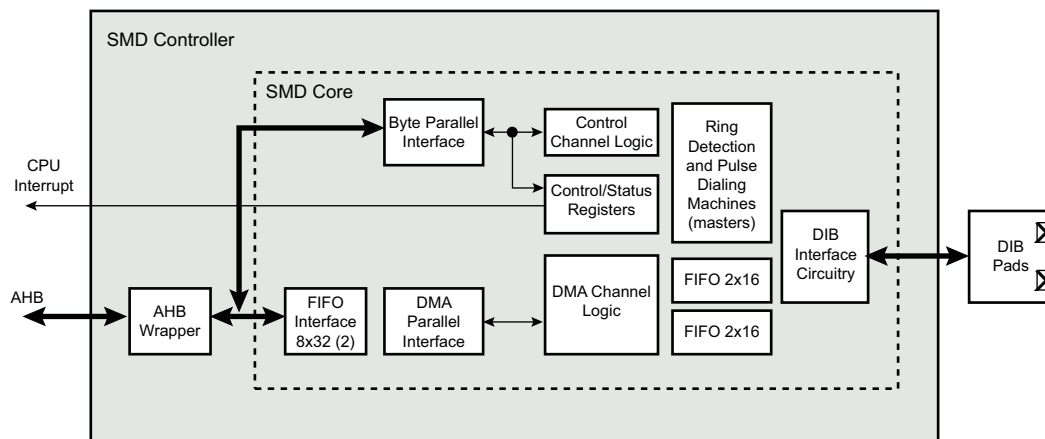 SMD Controller
SMD Core
Byte Parallel
Interface
Control
Channel Logic
Ring
Detection
and Pulse
Dialing
Machines
(masters)
CPU
Interrupt
Control/Status
Registers
DIB
Interface
Circuitry
DIB
Pads
AHB
AHB
Wrapper
FIFO
Interface
8x32 (2)
DMA
Parallel
Interface
DMA Channel
Logic
FIFO 2x16
FIFO 2x16